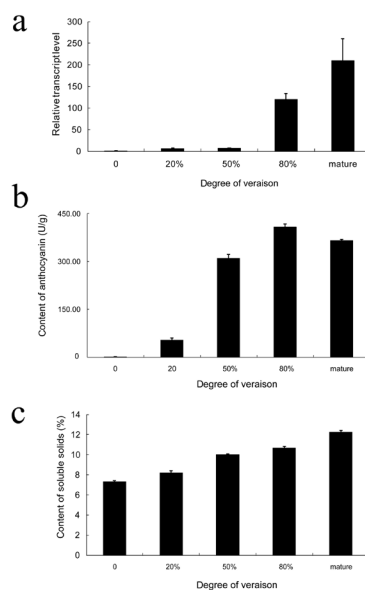 a
Relative transcript level
300
250
200
150
100
50
0
0 20% 50% 80% mature
Degree of veraison
b
Content of anthocyanin (U/g)
450.00
300.00
150.00
0
0 20 50% 80% mature
Degree of veraison
c
Content of soluble solids (%)
14
12
10
8
6
4
2
0
0 20% 50% 80% mature
Degree of veraison